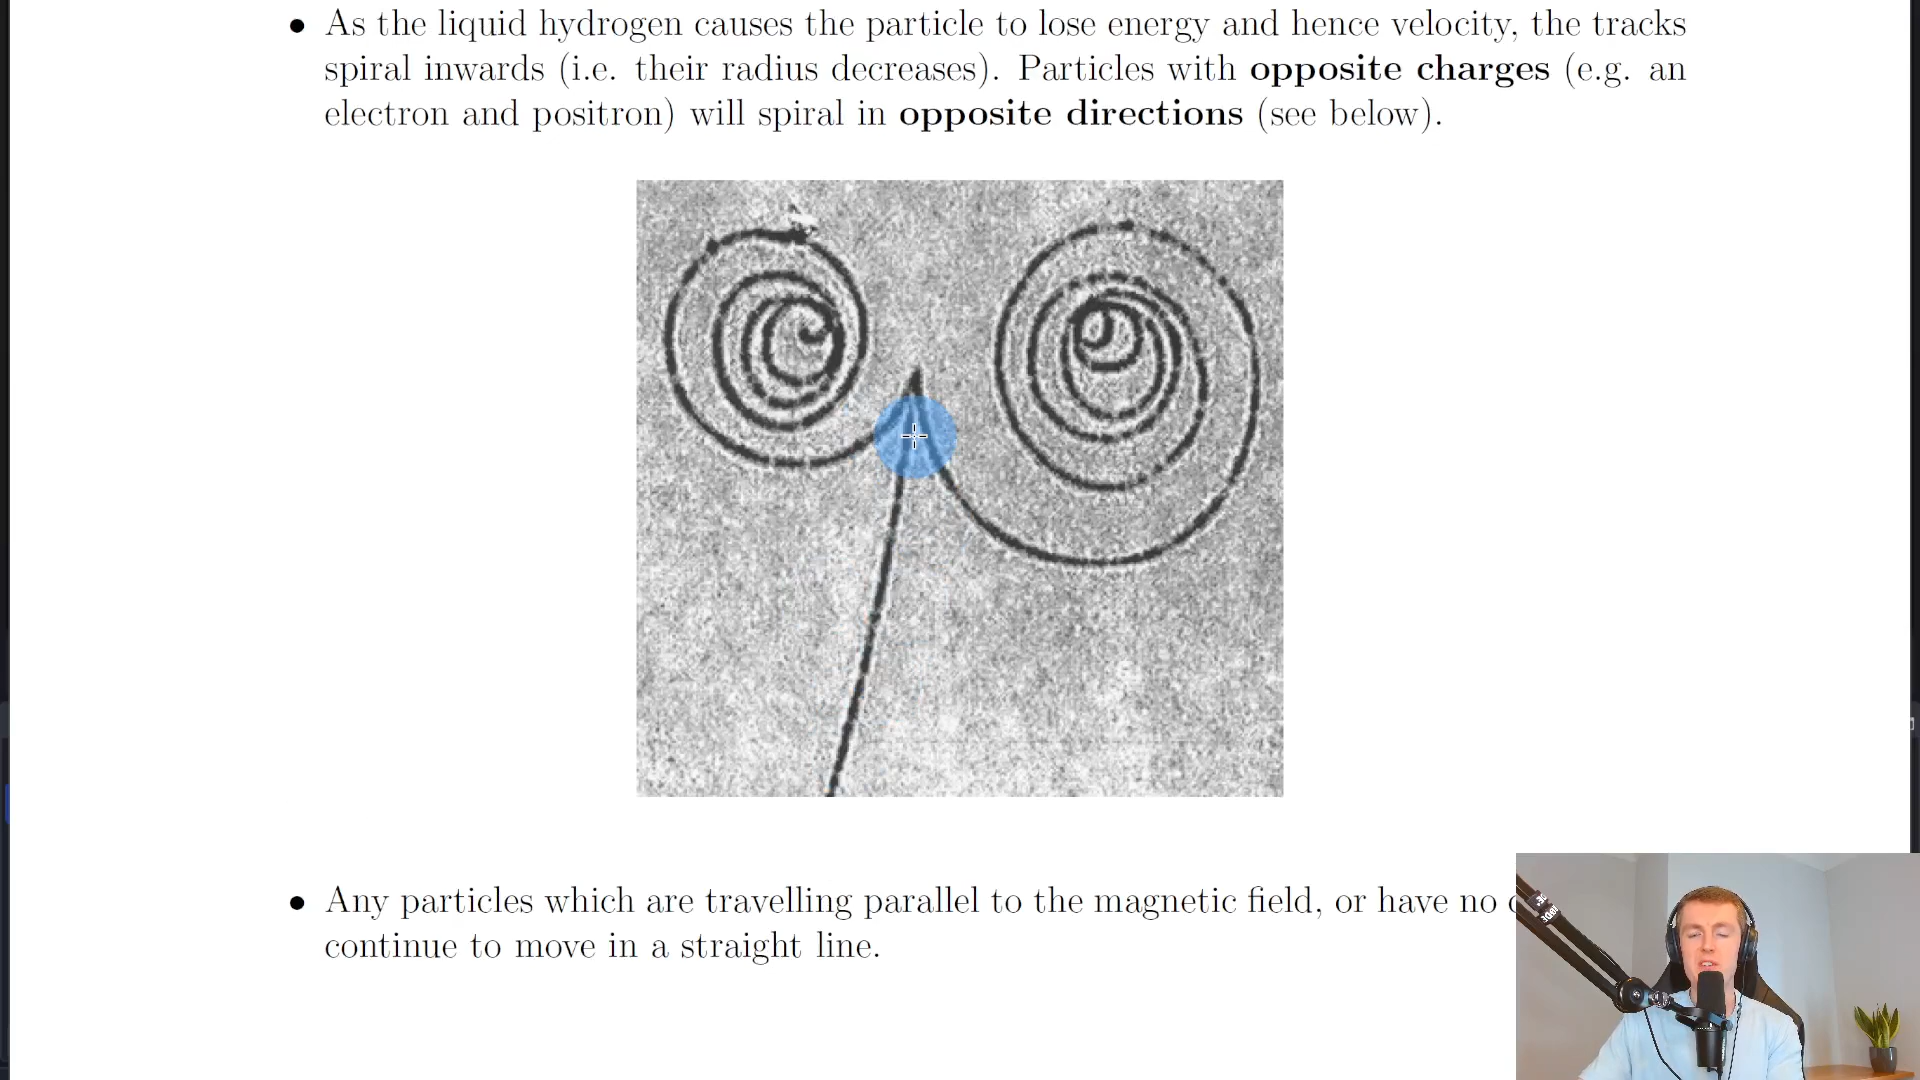 • As the liquid hydrogen causes the particle to lose energy and hence velocity, the tracks
spiral inwards (i.e. their radius decreases). Particles with opposite charges (e.g. an
electron and positron) will spiral in opposite directions (see below).
• Any particles which are travelling parallel to the magnetic field, or have no
continue to move in a straight line.